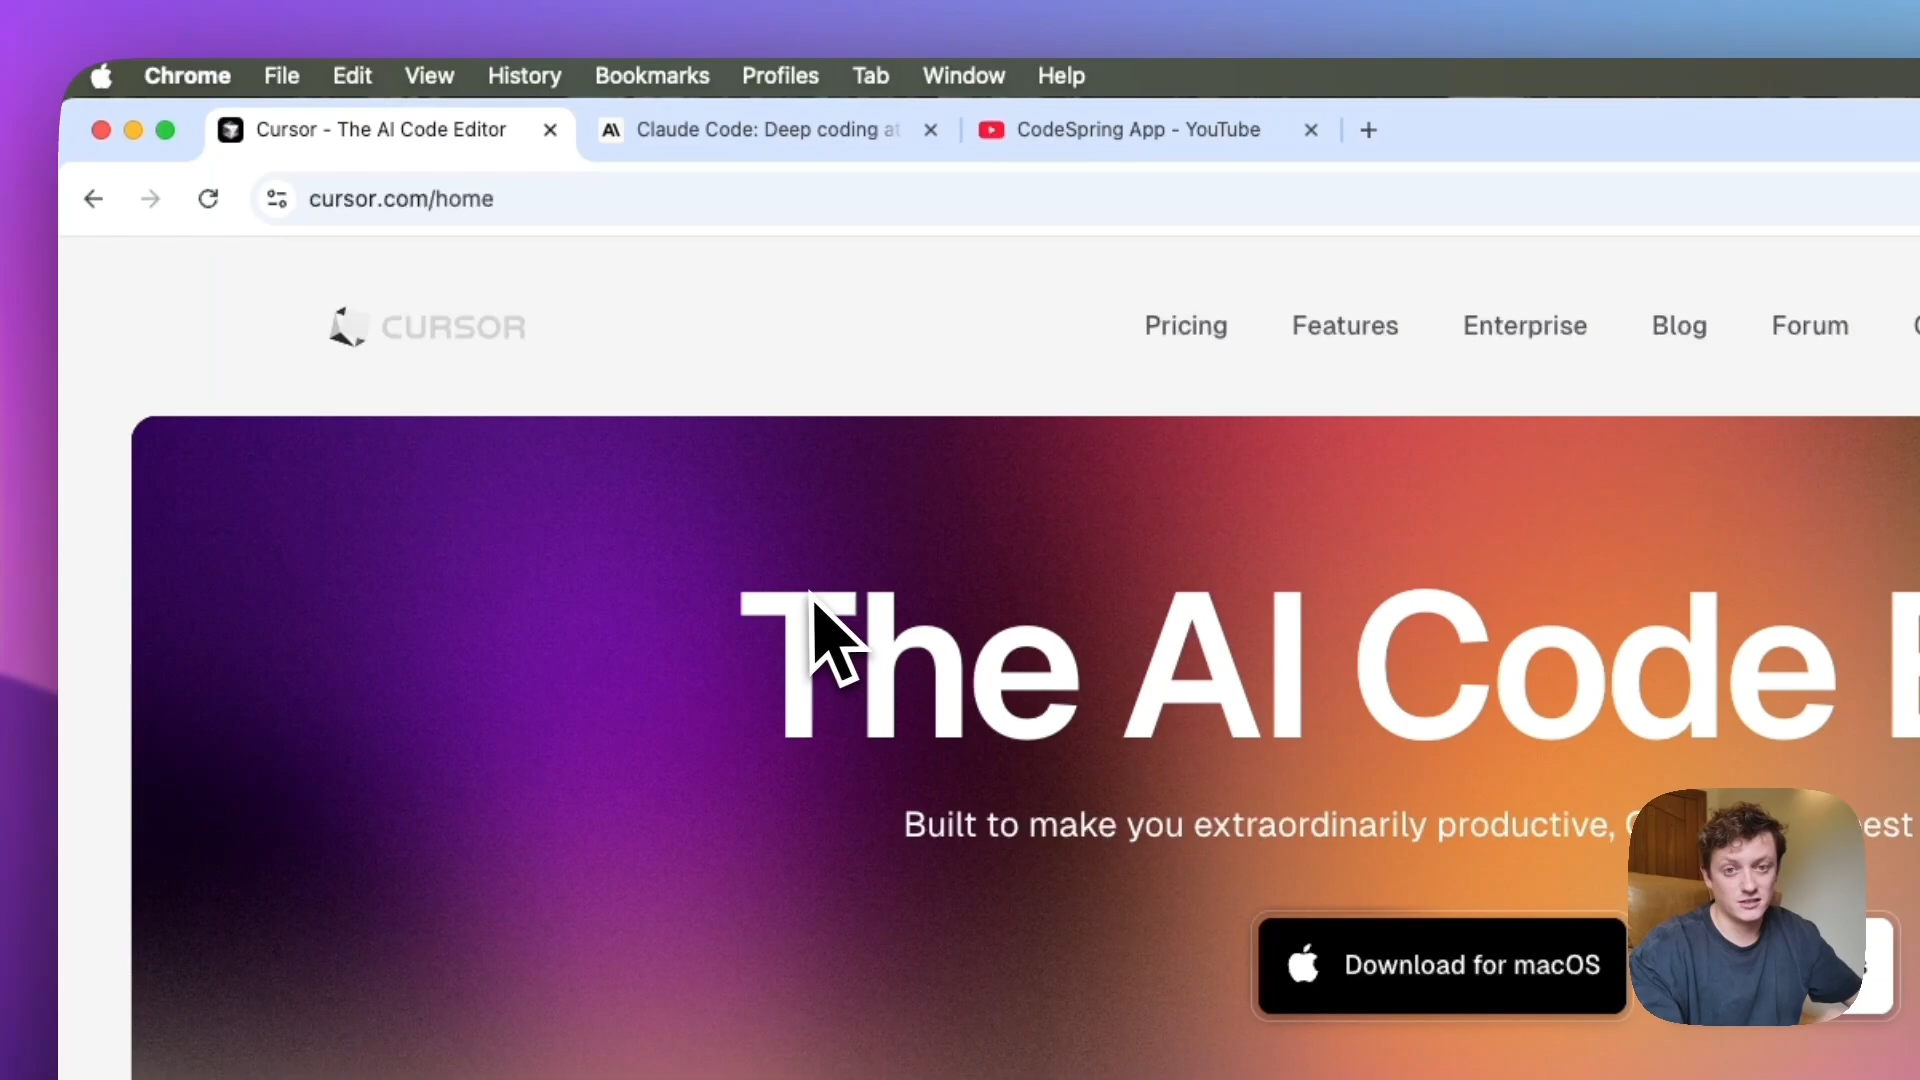 Chrome File Edit View History Bookmarks Profiles Tab Window Help
Cursor - The AI Code Editor
Claude Code: Deep coding at
CodeSpring App - YouTube
cursor.com/home
CURSOR
Pricing Features Enterprise Blog Forum
The AI Code
Built to make you extraordinarily productive,
Download for macOS